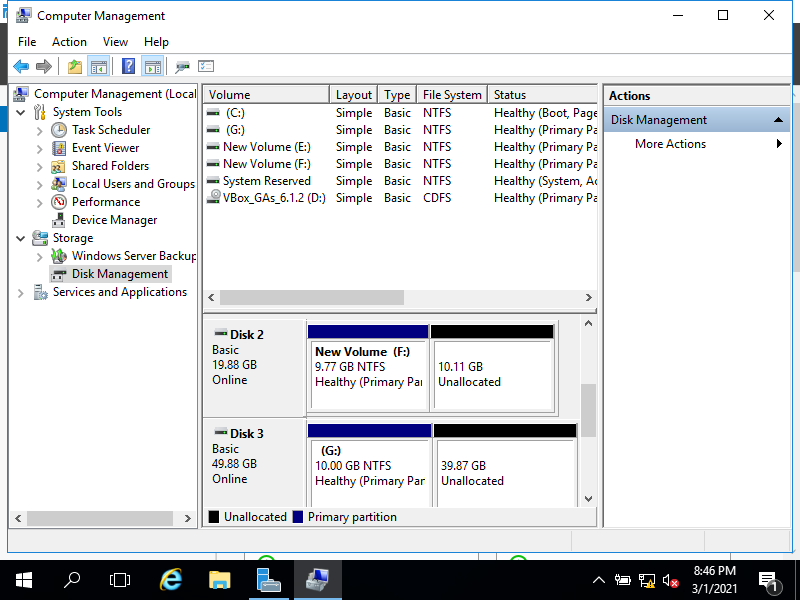 Computer Management
File Action View Help
Computer Management (Local
System Tools
Task Scheduler
Event Viewer
Shared Folders
Local Users and Groups
Performance
Device Manager
Storage
Windows Server Backup
Disk Management
Services and Applications
Volume Layout Type File System Status
(C:) Simple Basic NTFS Healthy (Boot, Page
(G:) Simple Basic NTFS Healthy (Primary Pa
New Volume (E:) Simple Basic NTFS Healthy (Primary Pa
New Volume (F:) Simple Basic NTFS Healthy (Primary Pa
System Reserved Simple Basic NTFS Healthy (System, Ac
VBox_GAs_6.1.2 (D:) Simple Basic CDFS Healthy (Primary Pa
Disk 2
Basic
19.88 GB
Online
New Volume (F:)
9.77 GB NTFS
Healthy (Primary Par
10.11 GB
Unallocated
Disk 3
Basic
49.88 GB
Online
(G:)
10.00 GB NTFS
Healthy (Primary Par
39.87 GB
Unallocated
Unallocated Primary partition
Actions
Disk Management
More Actions
8:46 PM
3/1/2021
1